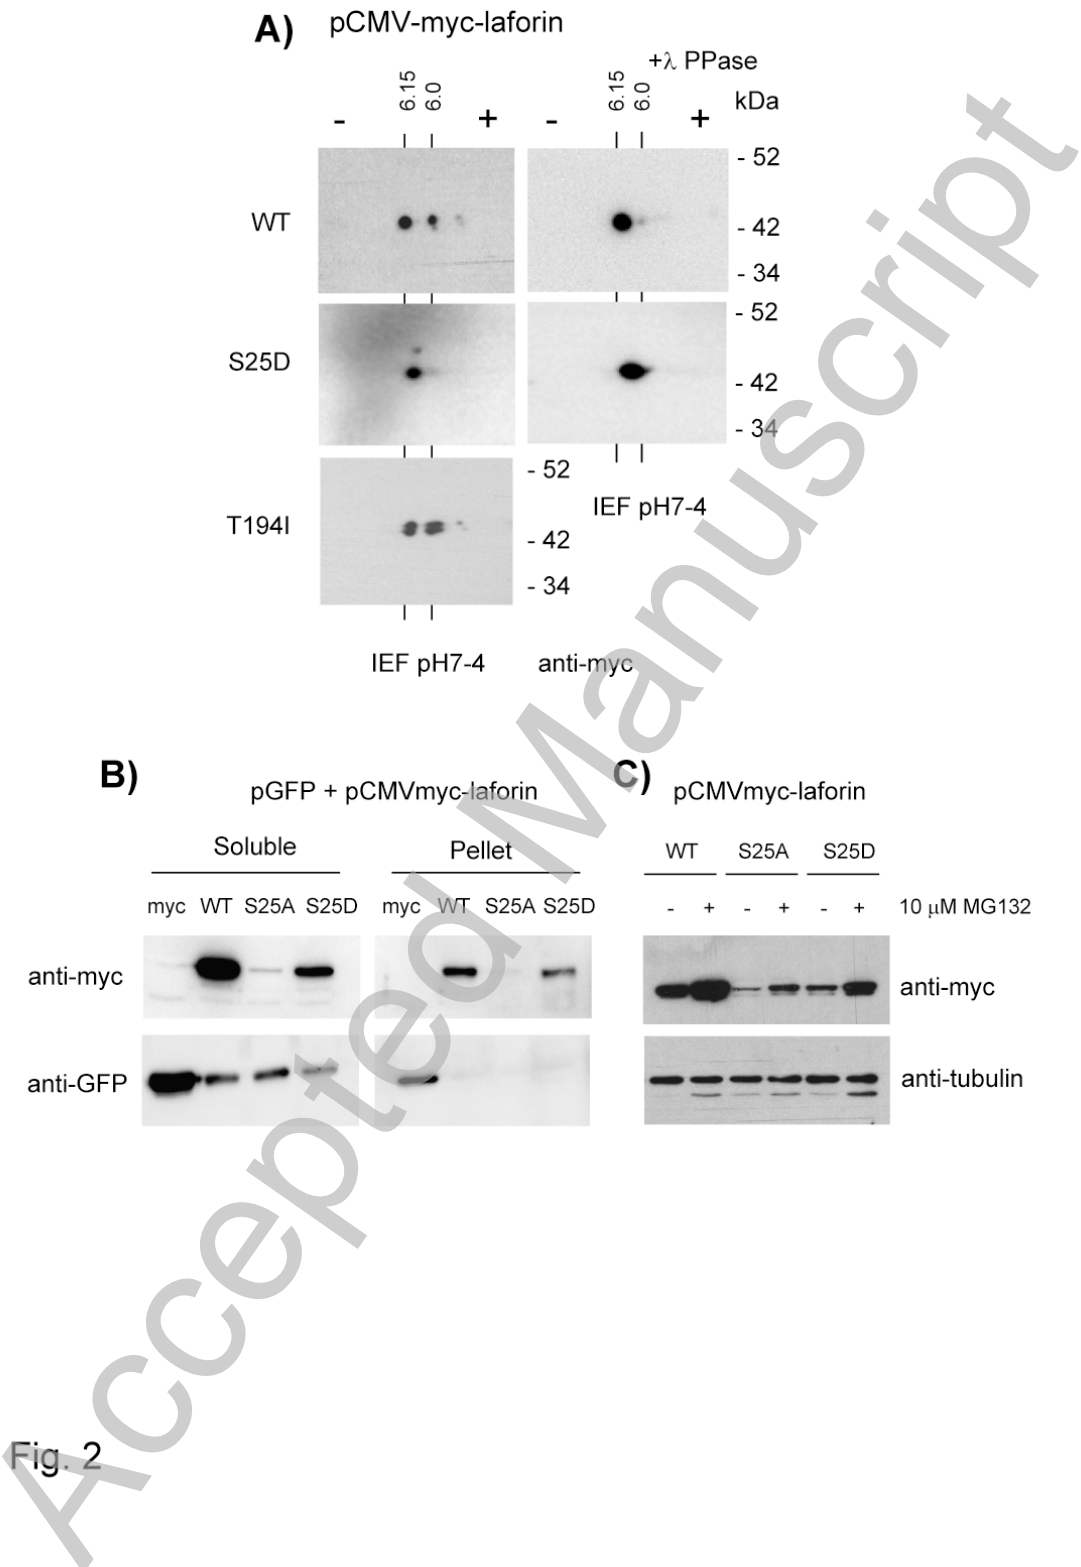 A) pCMV-myc-laforin
+λ PPase
6.15 6.0 6.15 6.0 kDa
- + - +
WT - 52
- 42
- 34
S25D - 52
- 42
- 34
T194I - 52
- 42
- 34
IEF pH7-4
IEF pH7-4 anti-myc
B) pGFP + pCMVmyc-laforin
Soluble Pellet
myc WT S25A S25D myc WT S25A S25D
anti-myc
anti-GFP
C) pCMVmyc-laforin
WT S25A S25D
- + - + - + 10 μM MG132
anti-myc
anti-tubulin
Fig. 2
Accepted Manuscript